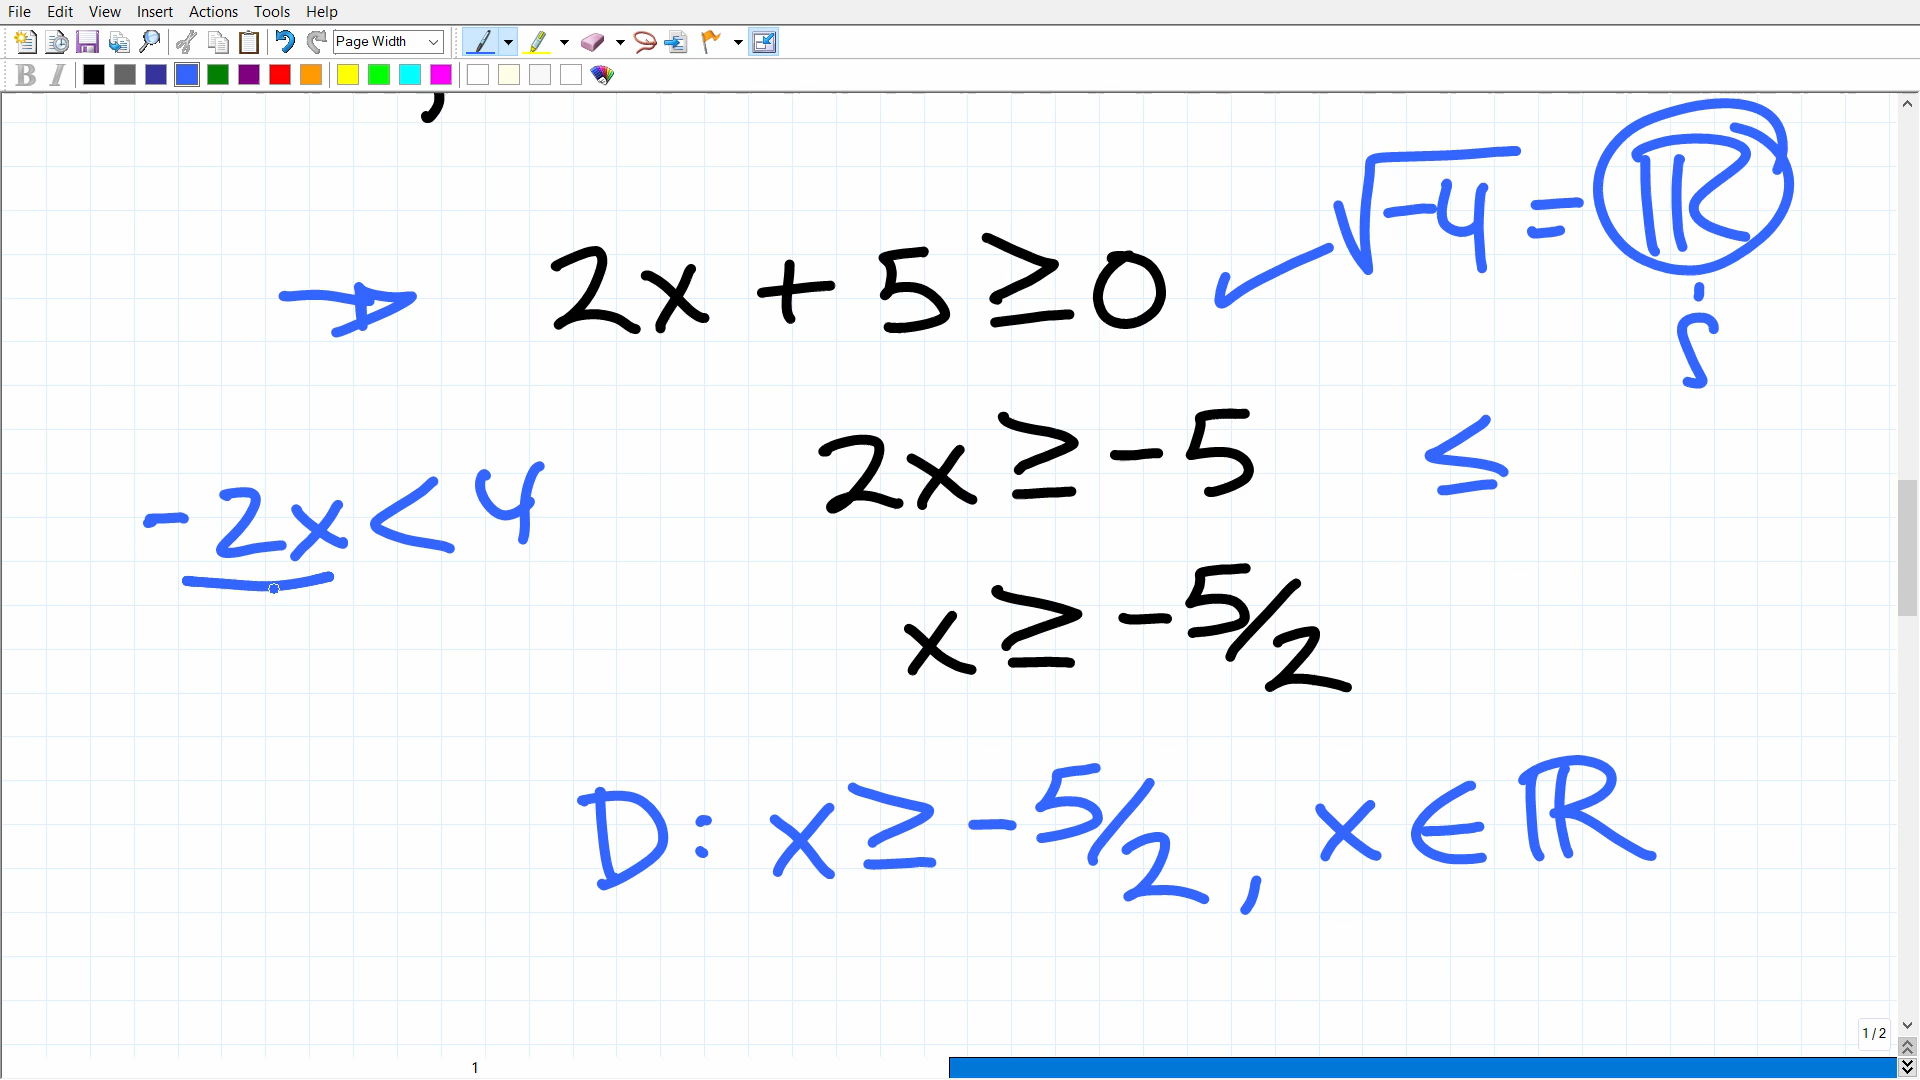 File Edit View Insert Actions Tools Help
Page Width
B I
√-4 = ℝ
2x + 5 ≥ 0
2x ≥ -5
≤
-2x < 4
x ≥ -5/2
D: x ≥ -5/2, x ∈ ℝ
1 / 2
1